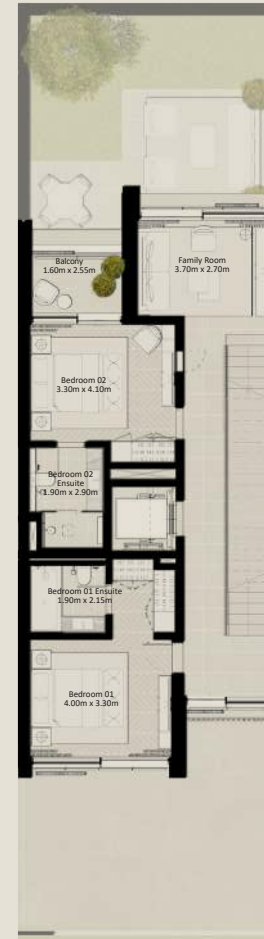 Balcony
1.60m x 2.55m
Family Room
3.70m x 2.70m
Bedroom 02
3.30m x 4.10m
Bedroom 02
Ensuite
1.90m x 2.90m
Bedroom 01 Ensuite
1.90m x 2.15m
Bedroom 01
4.00m x 3.30m